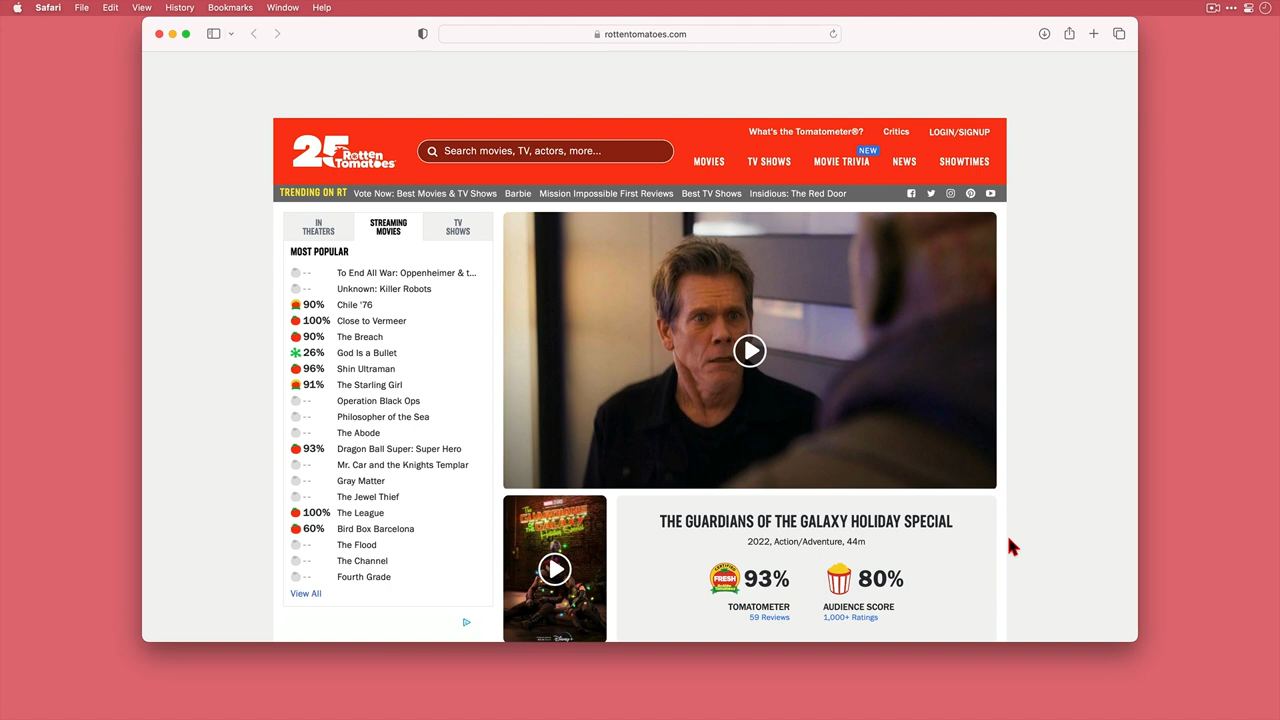 Safari File Edit View History Bookmarks Window Help
rottentomatoes.com
What's the Tomatometer®? Critics LOGIN/SIGNUP
25 Rotten Tomatoes
Search movies, TV, actors, more...
NEW
MOVIES TV SHOWS MOVIE TRIVIA NEWS SHOWTIMES
TRENDING ON RT Vote Now: Best Movies & TV Shows Barbie Mission Impossible First Reviews Best TV Shows Insidious: The Red Door
IN THEATERS
STREAMING MOVIES
TV SHOWS
MOST POPULAR
- - To End All War: Oppenheimer & t...
- - Unknown: Killer Robots
90% Chile '76
100% Close to Vermeer
90% The Breach
26% God Is a Bullet
96% Shin Ultraman
91% The Starling Girl
- - Operation Black Ops
- - Philosopher of the Sea
- - The Abode
93% Dragon Ball Super: Super Hero
- - Mr. Car and the Knights Templar
- - Gray Matter
- - The Jewel Thief
100% The League
60% Bird Box Barcelona
- - The Flood
- - The Channel
- - Fourth Grade
View All
THE GUARDIANS OF THE GALAXY HOLIDAY SPECIAL
2022, Action/Adventure, 44m
CERTIFIED FRESH
93%
80%
TOMATOMETER AUDIENCE SCORE
59 Reviews 1,000+ Ratings
Disney+